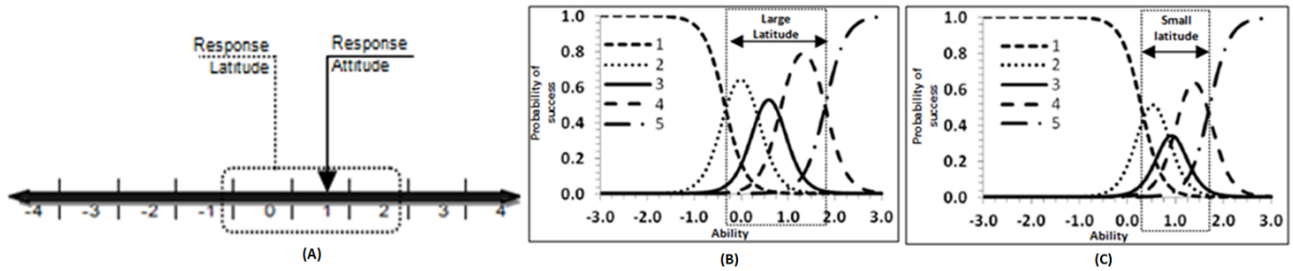 Response
Latitude
Response
Attitude
-4 -3 -2 -1 0 1 2 3 4
(A)
Large
Latitude
1.0
0.8
0.6
0.4
0.2
0.0
Probability of
success
1
2
3
4
5
-3.0 -2.0 -1.0 0.0 1.0 2.0 3.0
Ability
(B)
Small
latitude
1.0
0.8
0.6
0.4
0.2
0.0
Probability of
success
1
2
3
4
5
-3.0 -2.0 -1.0 0.0 1.0 2.0 3.0
Ability
(C)